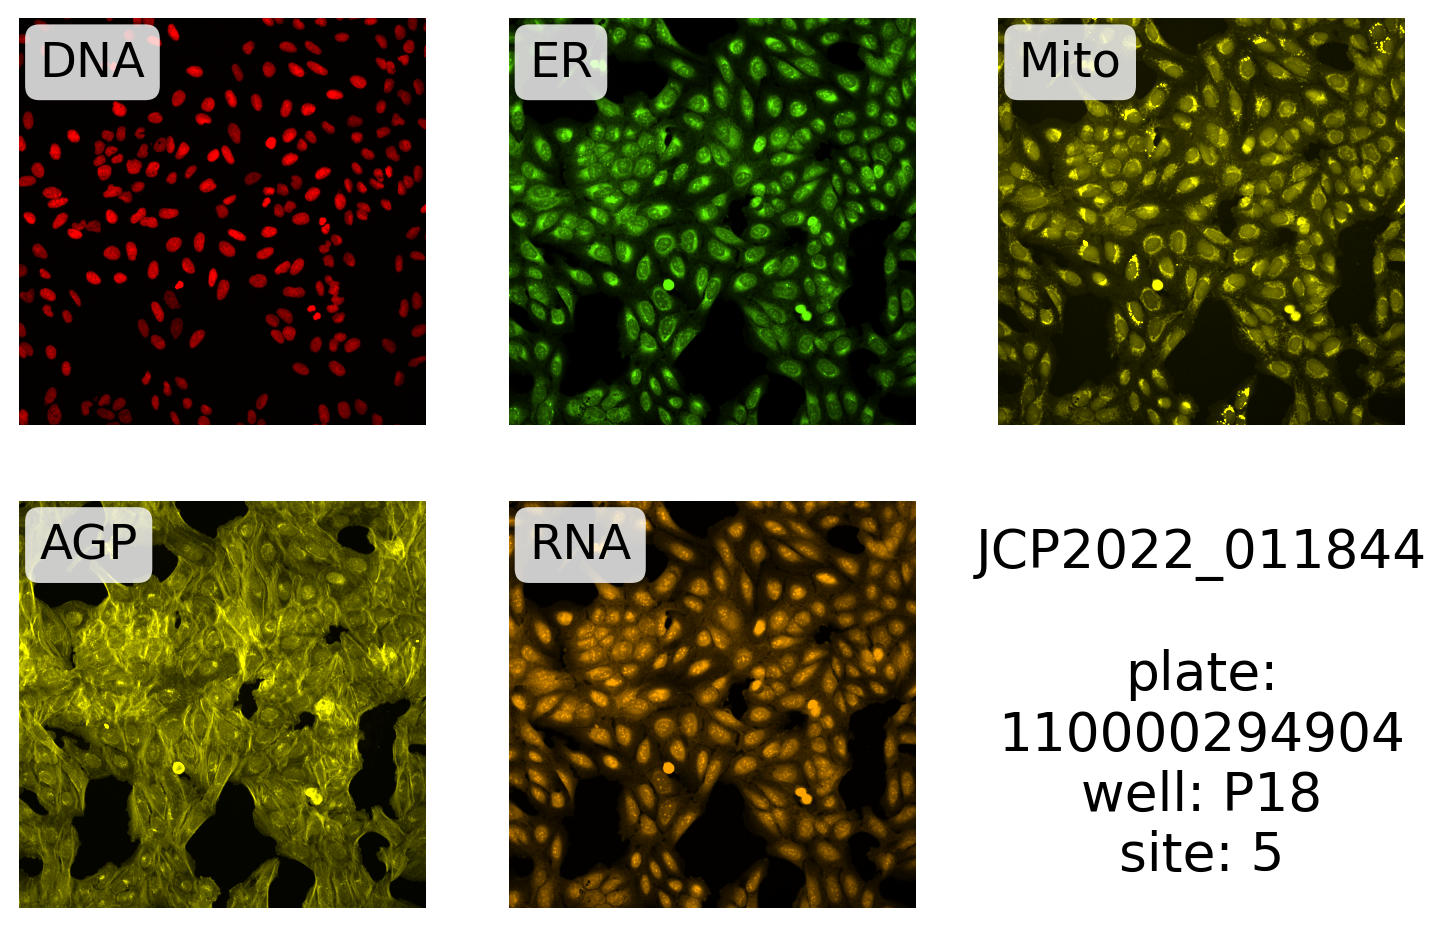 DNA
ER
Mito
AGP
RNA
JCP2022_011844
plate:
110000294904
well: P18
site: 5